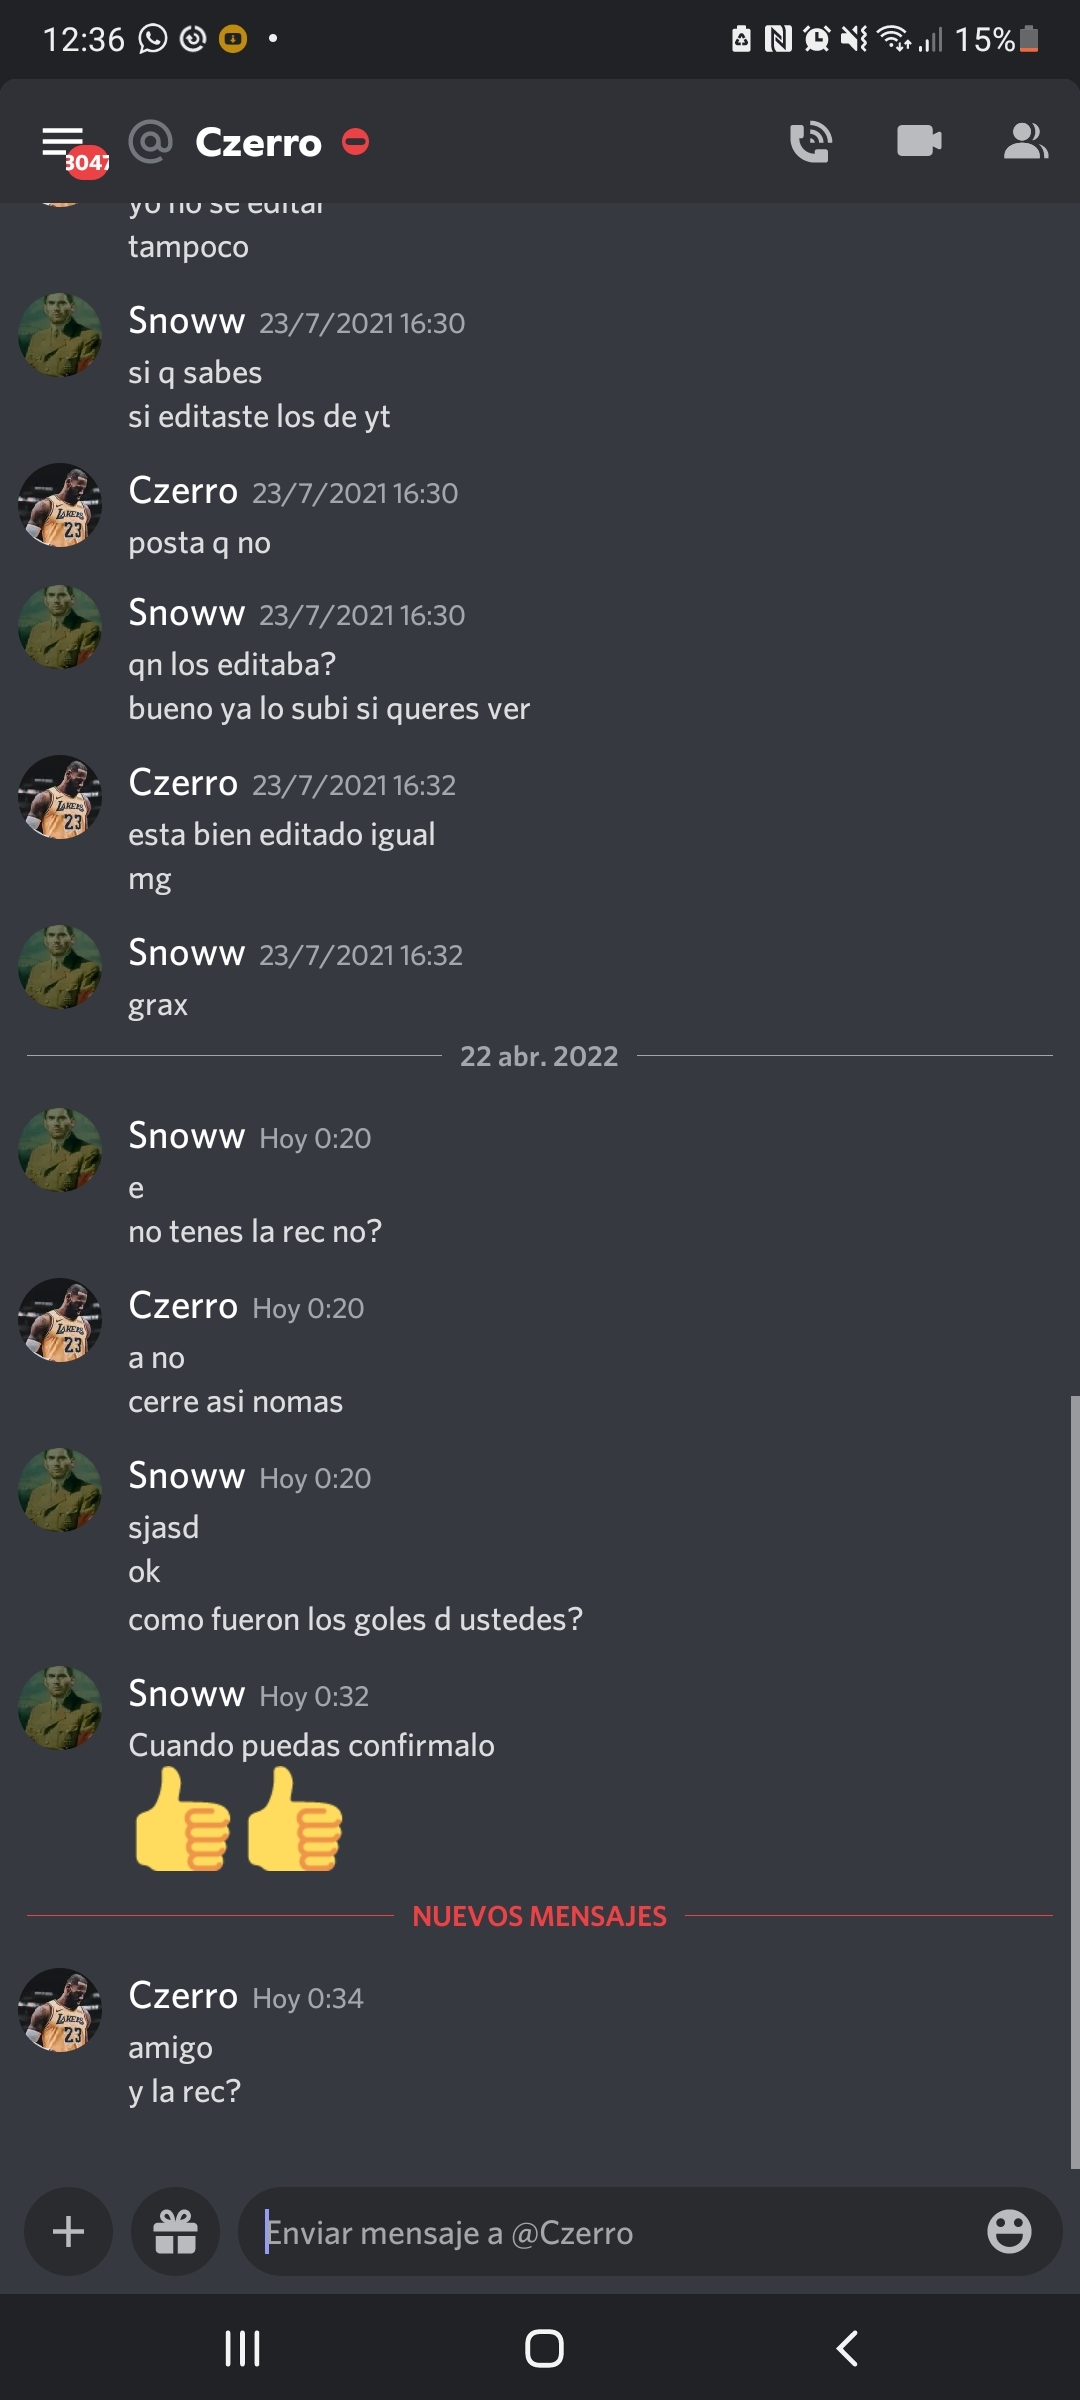 12:36
15%
3047
Czerro
yo no se editar
tampoco
Snoww 23/7/2021 16:30
si q sabes
si editaste los de yt
Czerro 23/7/2021 16:30
posta q no
Snoww 23/7/2021 16:30
qn los editaba?
bueno ya lo subi si queres ver
Czerro 23/7/2021 16:32
esta bien editado igual
mg
Snoww 23/7/2021 16:32
grax
22 abr. 2022
Snoww Hoy 0:20
e
no tenes la rec no?
Czerro Hoy 0:20
a no
cerre asi nomas
Snoww Hoy 0:20
sjasd
ok
como fueron los goles d ustedes?
Snoww Hoy 0:32
Cuando puedas confirmalo
NUEVOS MENSAJES
Czerro Hoy 0:34
amigo
y la rec?
Enviar mensaje a @Czerro